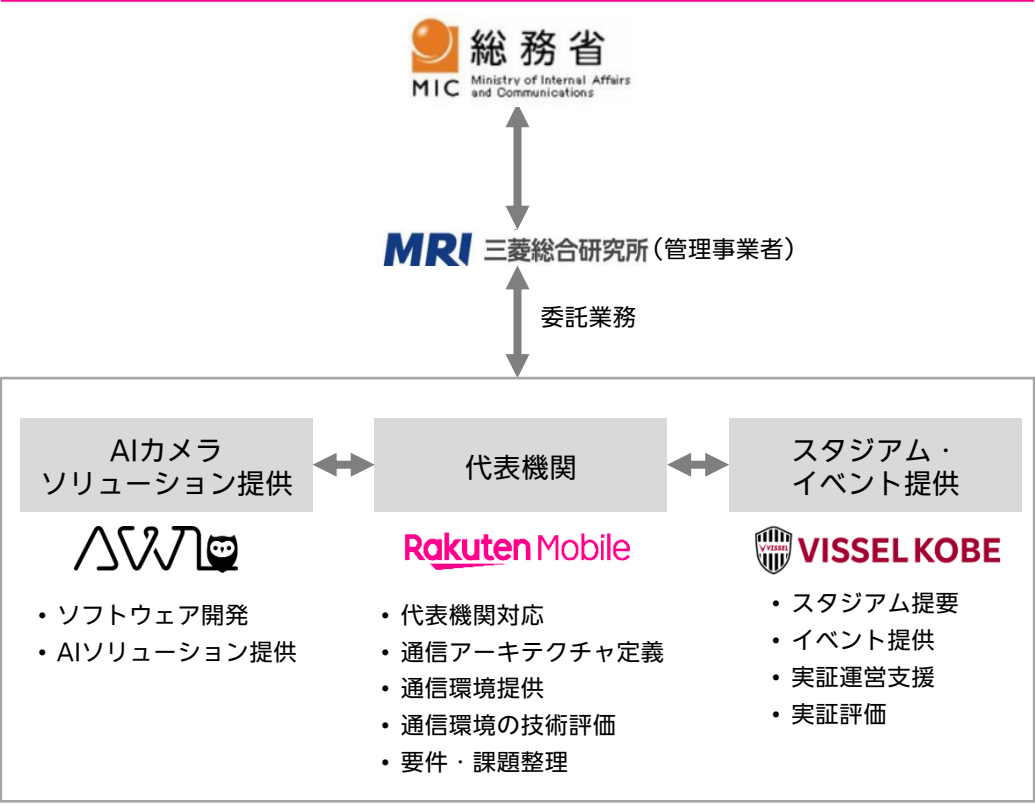 総務省
MIC
Ministry of Internal Affairs
and Communications
MRI 三菱総合研究所(管理事業者)
委託業務
AIカメラ
ソリューション提供
代表機関
スタジアム・
イベント提供
AWL
Rakuten Mobile
VISSEL
VISSEL KOBE
・ソフトウェア開発
・AIソリューション提供
・代表機関対応
・通信アーキテクチャ定義
・通信環境提供
・通信環境の技術評価
・要件・課題整理
・スタジアム提要
・イベント提供
・実証運営支援
・実証評価